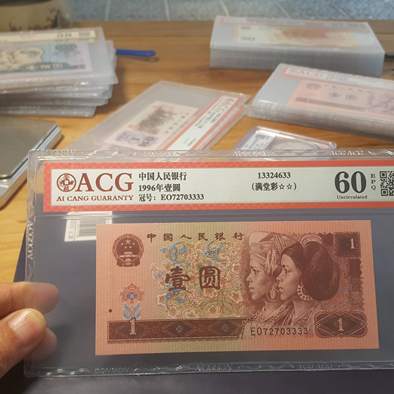 ACG
AI CANG GUARANTY
中国人民银行
1996年壹圆
冠号：EO72703333
13324633
（满堂彩☆☆）
60
EPQ
Uncirculated
中国人民银行
1
壹圆
1
1
EO72703333